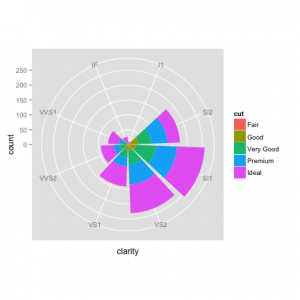 IF
I1
250
200
150
100
50
0
VVS1
SI2
VVS2
SI1
VS1
VS2
count
clarity
cut
Fair
Good
Very Good
Premium
Ideal